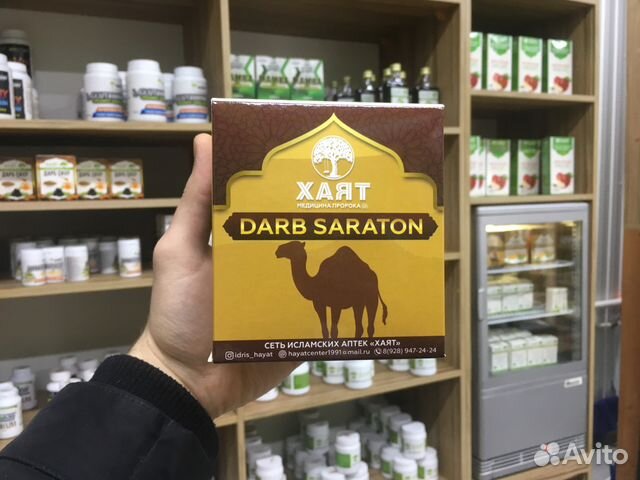 ХАЯТ
МЕДИЦИНА ПРОРОКА ﷺ
DARB SARATON
СЕТЬ ИСЛАМСКИХ АПТЕК «ХАЯТ»
idris_hayat hayatcenter1991@mail.ru 8(928) 947-24-24
Avito